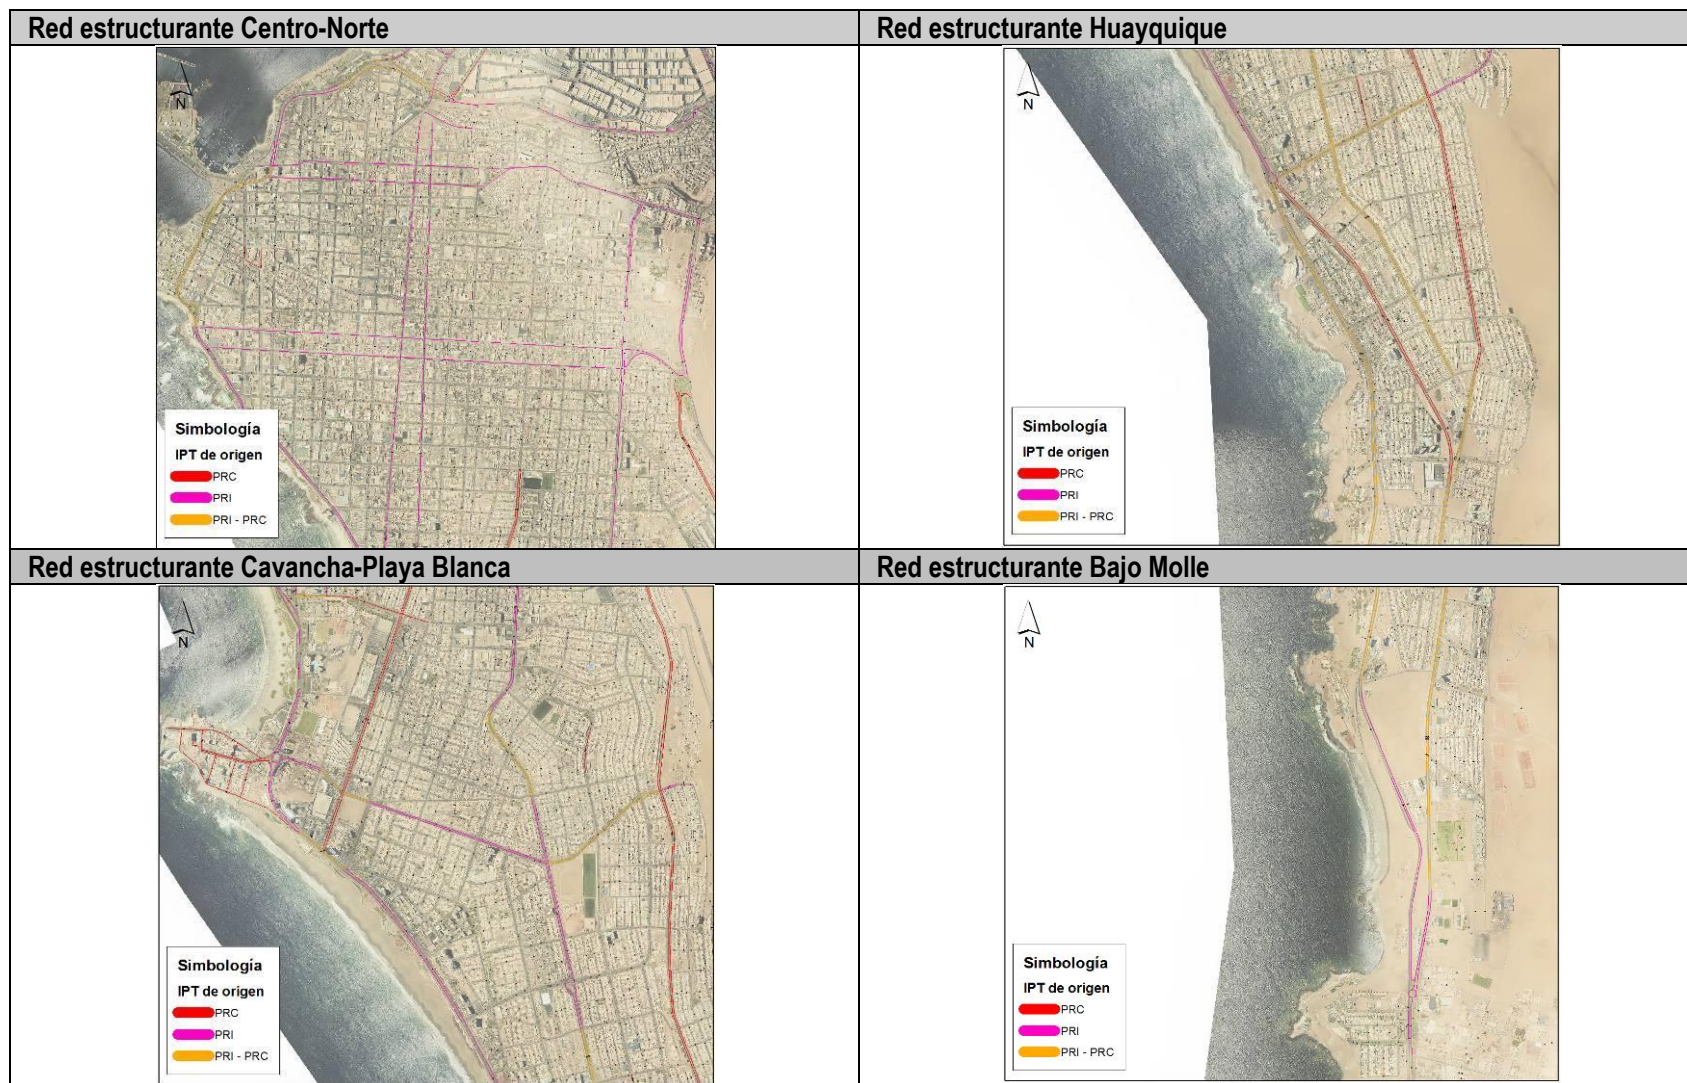 Red estructurante Centro-Norte
Red estructurante Huayquique
N
Simbología
IPT de origen
PRC
PRI
PRI - PRC
N
Simbología
IPT de origen
PRC
PRI
PRI - PRC
Red estructurante Cavancha-Playa Blanca
Red estructurante Bajo Molle
N
Simbología
IPT de origen
PRC
PRI
PRI - PRC
N
Simbología
IPT de origen
PRC
PRI
PRI - PRC